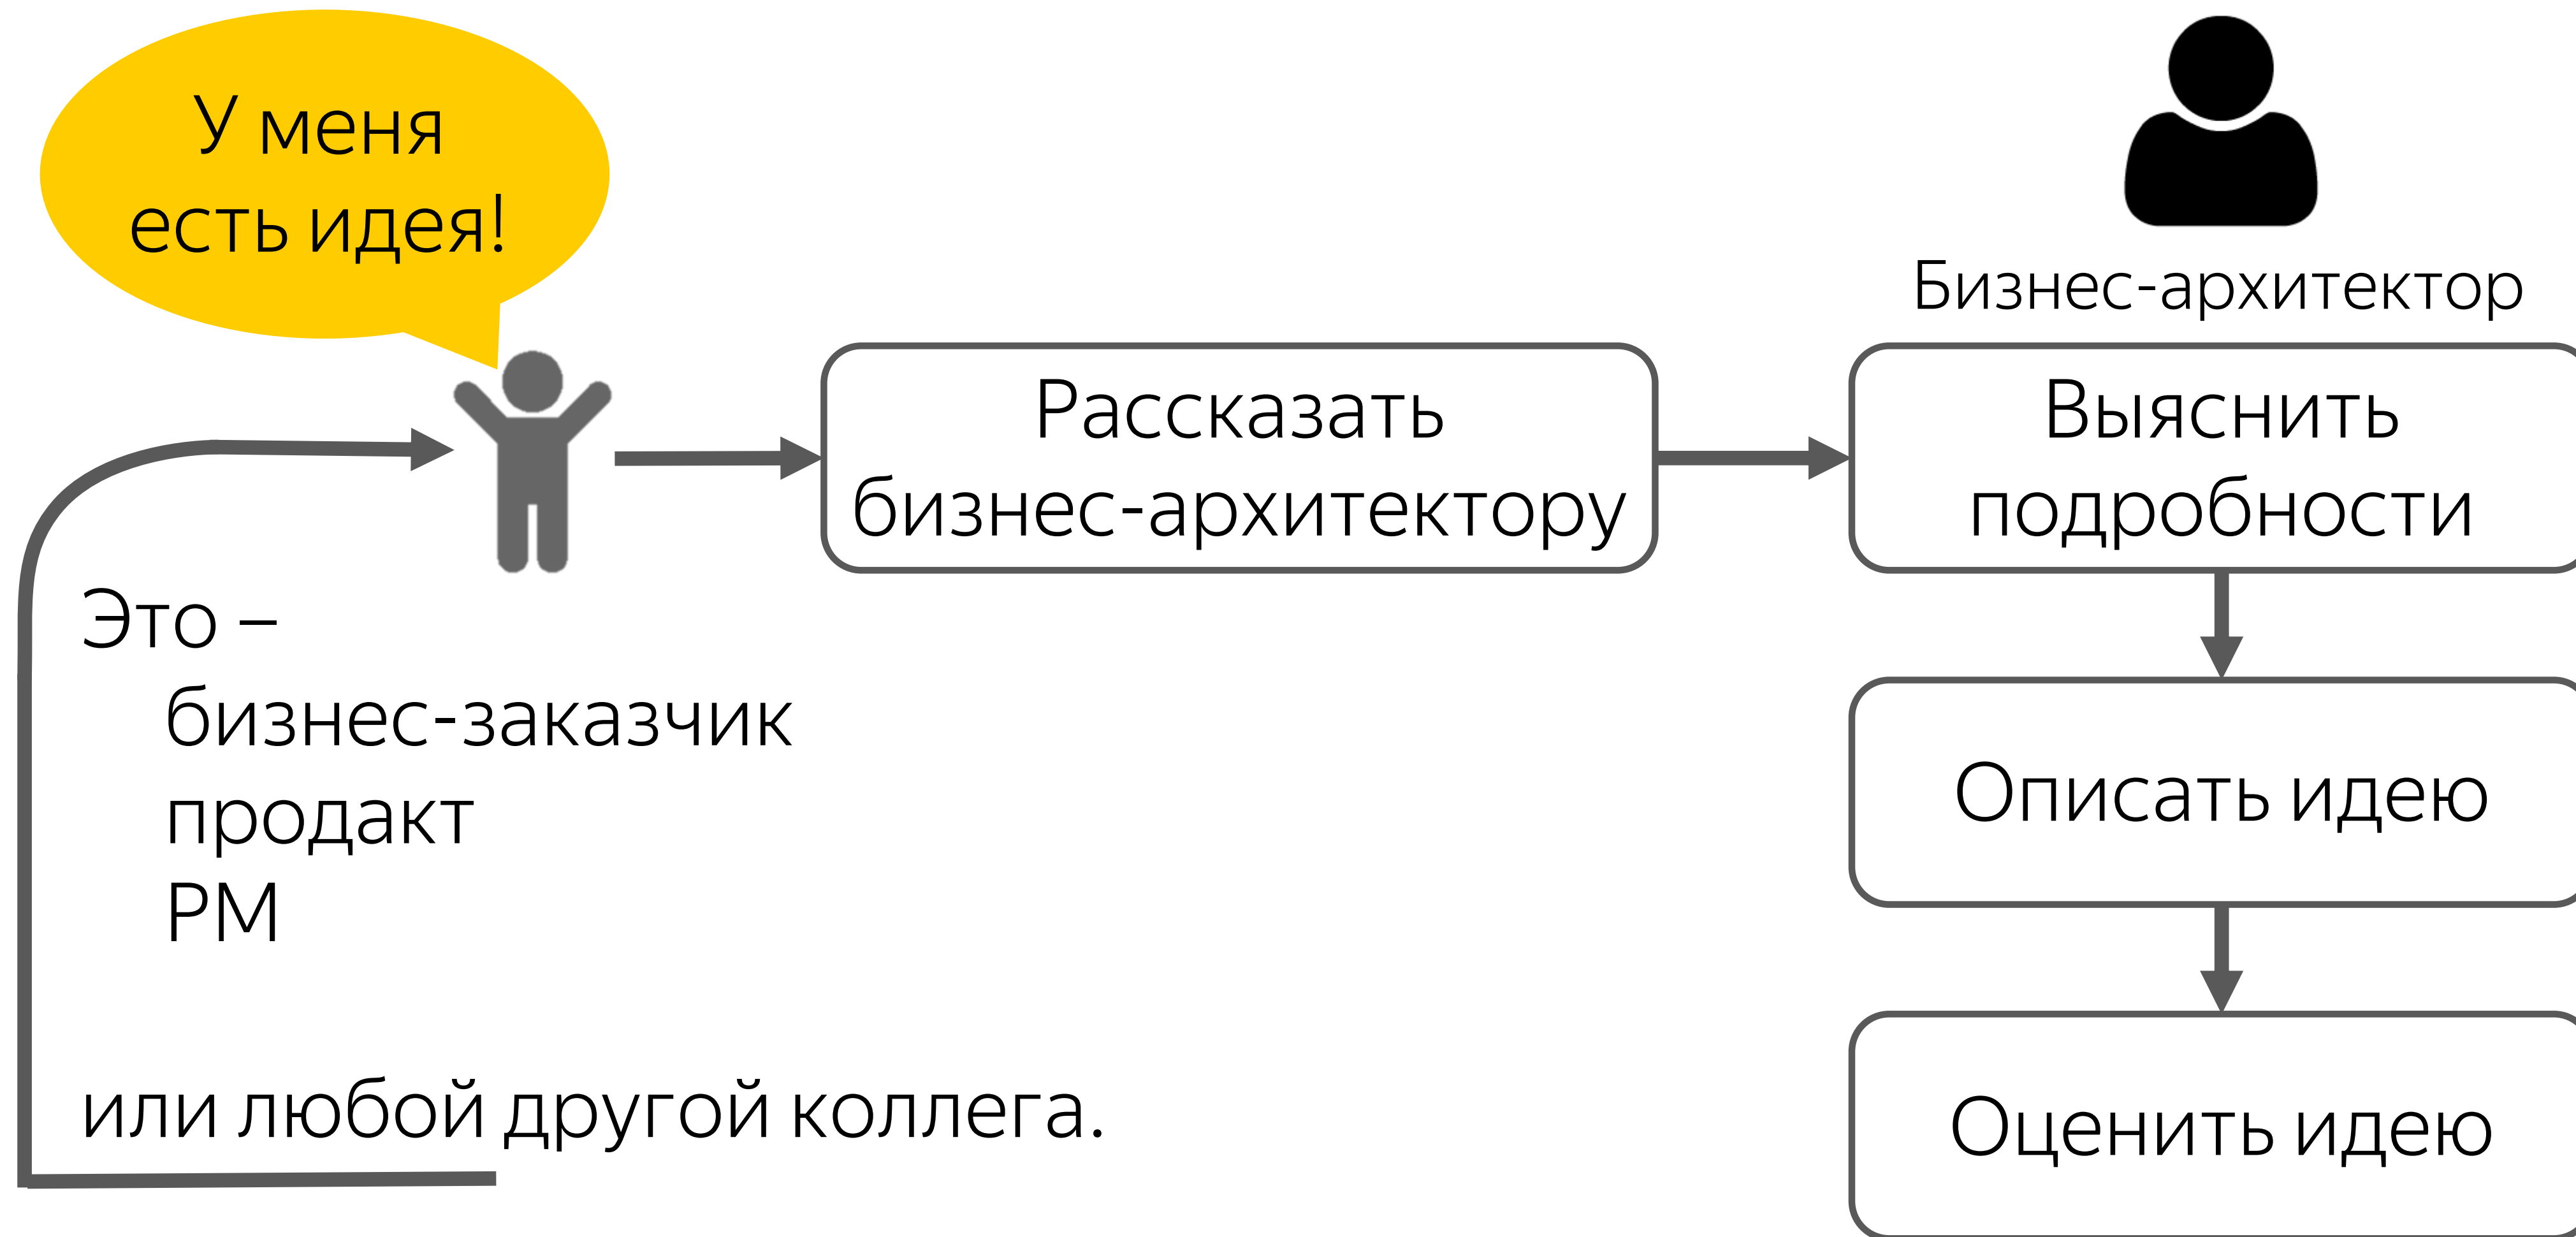 У меня
есть идея!
Бизнес-архитектор
Рассказать
бизнес-архитектору
Выяснить
подробности
Это –
бизнес-заказчик
продакт
PM
или любой другой коллега.
Описать идею
Оценить идею